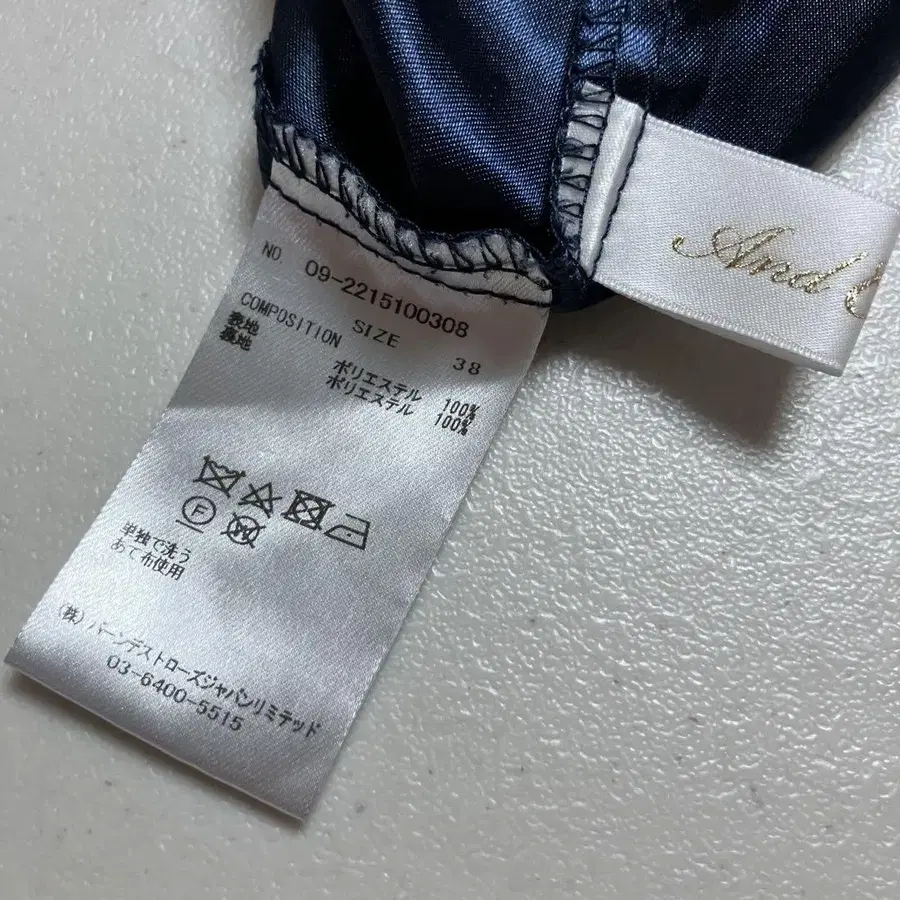 NO 09-2215100308
SIZE 38
COMPOSITION
表地 ポリエステル 100%
裏地 ポリエステル 100%
F
W
単独で洗う
あて布使用
(株) バーンデストローズジャパンリミテッド
03-6400-5515
And